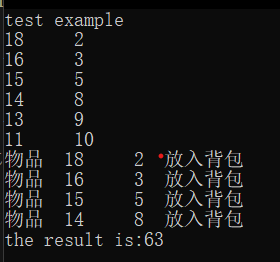 test example
18 2
16 3
15 5
14 8
13 9
11 10
物品 18 2 放入背包
物品 16 3 放入背包
物品 15 5 放入背包
物品 14 8 放入背包
the result is:63